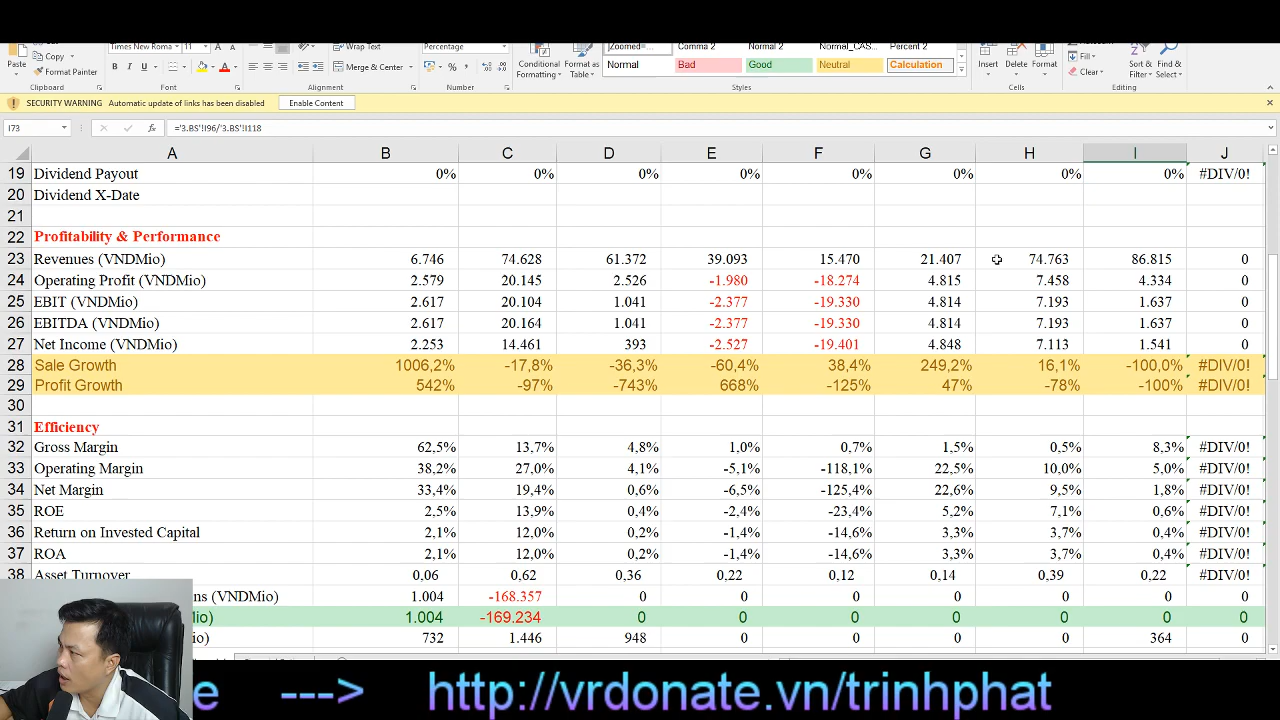 Copy
Format Painter
Paste
Clipboard
Times New Roma 11
B I U
Font
Wrap Text
Merge & Center
Alignment
Percentage
% ,
Number
Conditional Formatting
Format as Table
Zoomed=... Comma 2 Normal 2 Normal_CAS... Percent 2
Normal Bad Good Neutral Calculation
Styles
Insert Delete Format
Cells
Fill
Clear
Sort & Filter
Find & Select
Editing
SECURITY WARNING Automatic update of links has been disabled Enable Content
I73 fx ='3.BS'!I96/'3.BS'!I118
A B C D E F G H I J
19 Dividend Payout 0% 0% 0% 0% 0% 0% 0% 0% #DIV/0!
20 Dividend X-Date
21
22 Profitability & Performance
23 Revenues (VNDMio) 6.746 74.628 61.372 39.093 15.470 21.407 74.763 86.815 0
24 Operating Profit (VNDMio) 2.579 20.145 2.526 -1.980 -18.274 4.815 7.458 4.334 0
25 EBIT (VNDMio) 2.617 20.104 1.041 -2.377 -19.330 4.814 7.193 1.637 0
26 EBITDA (VNDMio) 2.617 20.164 1.041 -2.377 -19.330 4.814 7.193 1.637 0
27 Net Income (VNDMio) 2.253 14.461 393 -2.527 -19.401 4.848 7.113 1.541 0
28 Sale Growth 1006,2% -17,8% -36,3% -60,4% 38,4% 249,2% 16,1% -100,0% #DIV/0!
29 Profit Growth 542% -97% -743% 668% -125% 47% -78% -100% #DIV/0!
30
31 Efficiency
32 Gross Margin 62,5% 13,7% 4,8% 1,0% 0,7% 1,5% 0,5% 8,3% #DIV/0!
33 Operating Margin 38,2% 27,0% 4,1% -5,1% -118,1% 22,5% 10,0% 5,0% #DIV/0!
34 Net Margin 33,4% 19,4% 0,6% -6,5% -125,4% 22,6% 9,5% 1,8% #DIV/0!
35 ROE 2,5% 13,9% 0,4% -2,4% -23,4% 5,2% 7,1% 0,6% #DIV/0!
36 Return on Invested Capital 2,1% 12,0% 0,2% -1,4% -14,6% 3,3% 3,7% 0,4% #DIV/0!
37 ROA 2,1% 12,0% 0,2% -1,4% -14,6% 3,3% 3,7% 0,4% #DIV/0!
38 Asset Turnover 0,06 0,62 0,36 0,22 0,12 0,14 0,39 0,22 #DIV/0!
ns (VNDMio) 1.004 -168.357 0 0 0 0 0 0 0
io) 1.004 -169.234 0 0 0 0 0 0 0
io) 732 1.446 948 0 0 0 0 364 0
e ---> http://vrdonate.vn/trinhphat